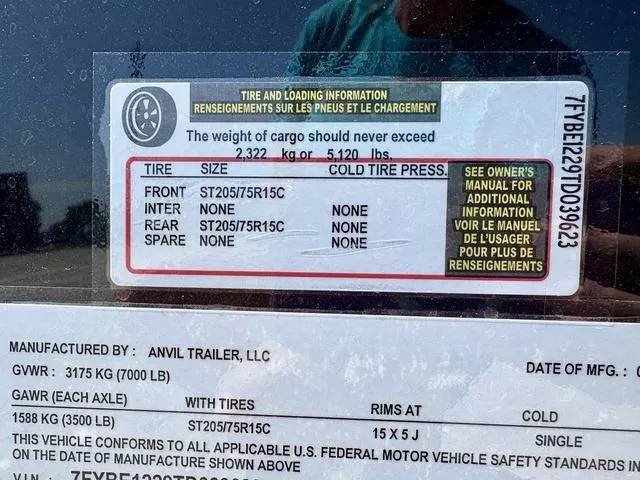 TIRE AND LOADING INFORMATION
RENSEIGNEMENTS SUR LES PNEUS ET LE CHARGEMENT
The weight of cargo should never exceed
2,322 kg or 5,120 lbs.
TIRE SIZE COLD TIRE PRESS.
FRONT ST205/75R15C
INTER NONE NONE
REAR ST205/75R15C NONE
SPARE NONE NONE
SEE OWNER'S
MANUAL FOR
ADDITIONAL
INFORMATION
VOIR LE MANUEL
DE L'USAGER
POUR PLUS DE
RENSEIGNEMENTS
7FYBE1229TD039623
MANUFACTURED BY: ANVIL TRAILER, LLC
GVWR: 3175 KG (7000 LB) DATE OF MFG.:
GAWR (EACH AXLE) WITH TIRES RIMS AT COLD
1588 KG (3500 LB) ST205/75R15C 15 X 5 J SINGLE
THIS VEHICLE CONFORMS TO ALL APPLICABLE U.S. FEDERAL MOTOR VEHICLE SAFETY STANDARDS IN
ON THE DATE OF MANUFACTURE SHOWN ABOVE
V.I.N.: